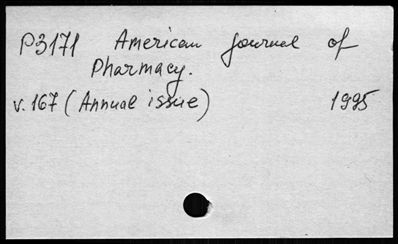 P3171 American Journal of
Pharmacy.
v.167 (Annual issue) 1995